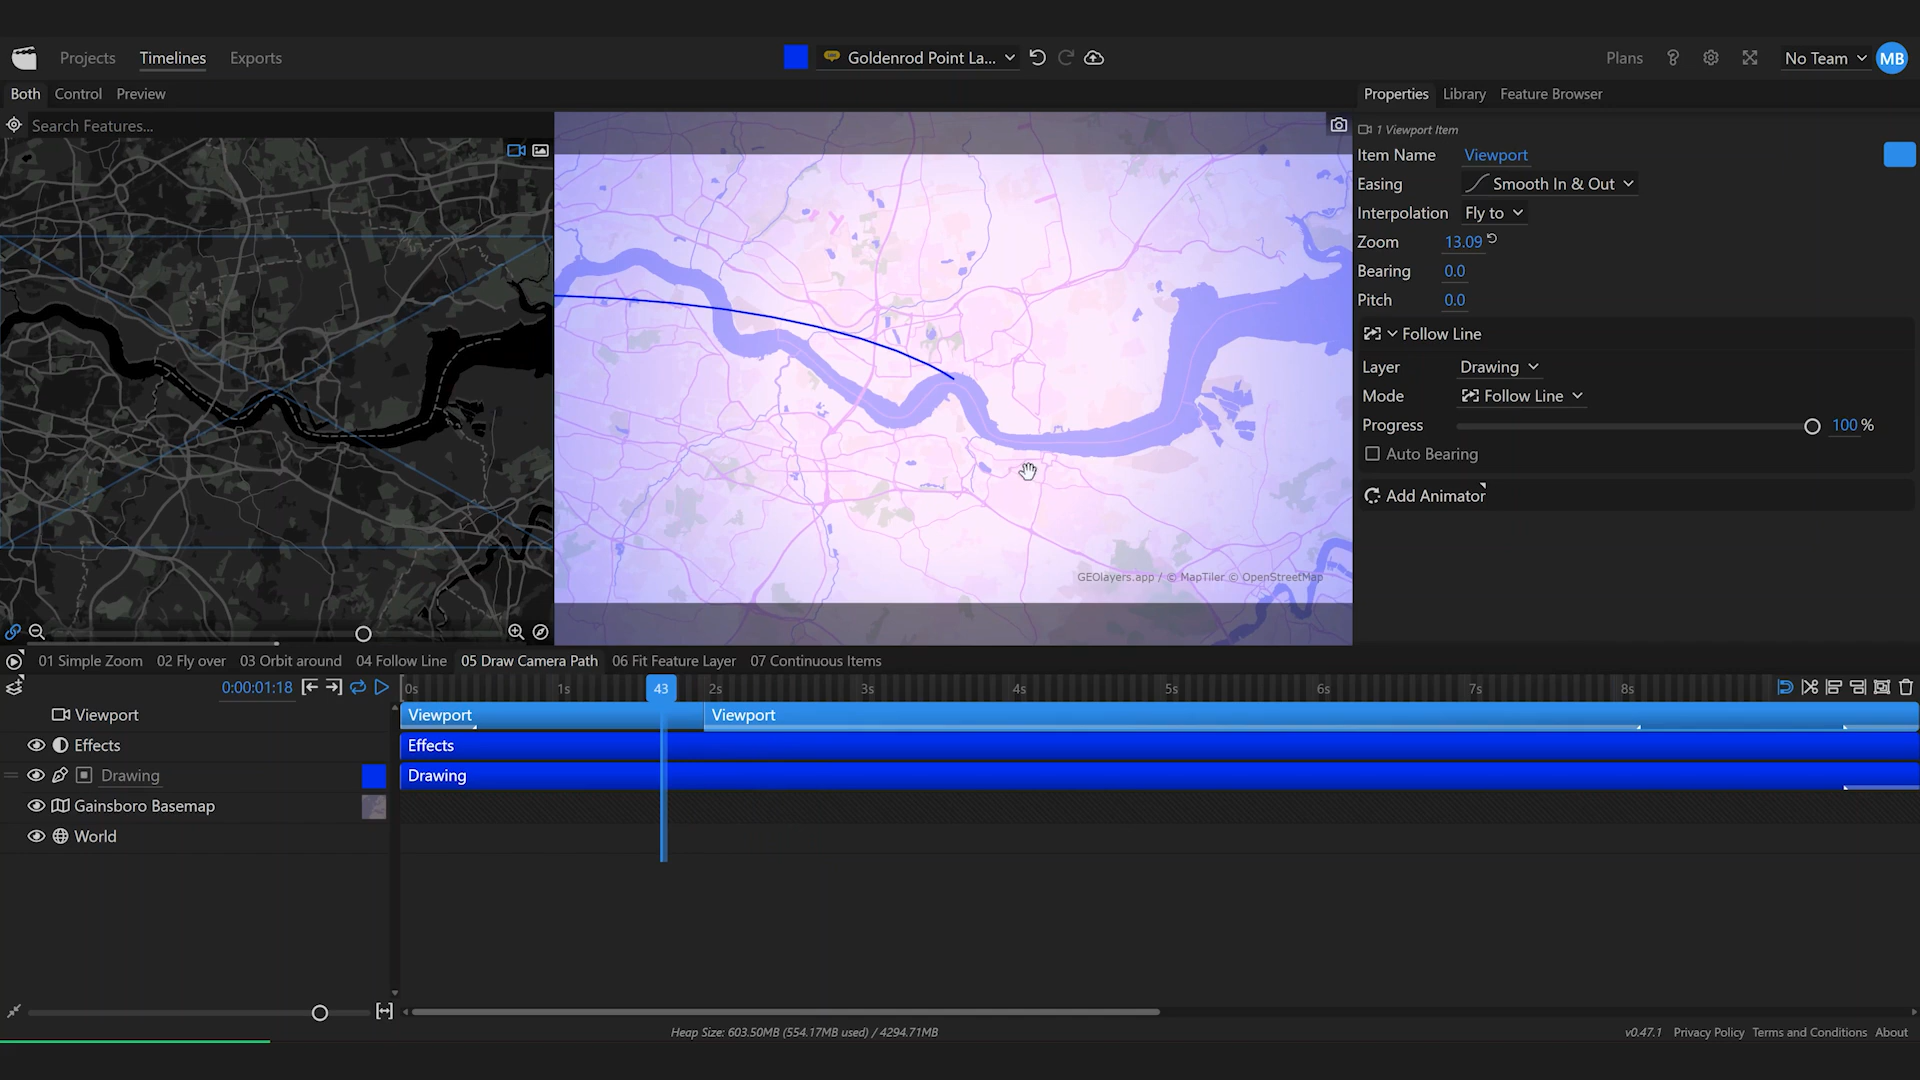 Projects Timelines Exports
Goldenrod Point La...
Plans
No Team
MB
Both Control Preview
Search Features...
Properties Library Feature Browser
1 Viewport Item
Item Name Viewport
Easing Smooth In & Out
Interpolation Fly to
Zoom 13.09
Bearing 0.0
Pitch 0.0
Follow Line
Layer Drawing
Mode Follow Line
Progress 100 %
Auto Bearing
Add Animator
GEOlayers.app / © MapTiler © OpenStreetMap
01 Simple Zoom 02 Fly over 03 Orbit around 04 Follow Line 05 Draw Camera Path 06 Fit Feature Layer 07 Continuous Items
0:00:01:18 0s 1s 43 2s 3s 4s 5s 6s 7s 8s
Viewport Viewport Viewport
Effects Effects
Drawing Drawing
Gainsboro Basemap
World
Heap Size: 603.50MB (554.17MB used) / 4294.71MB
v0.47.1 Privacy Policy Terms and Conditions About